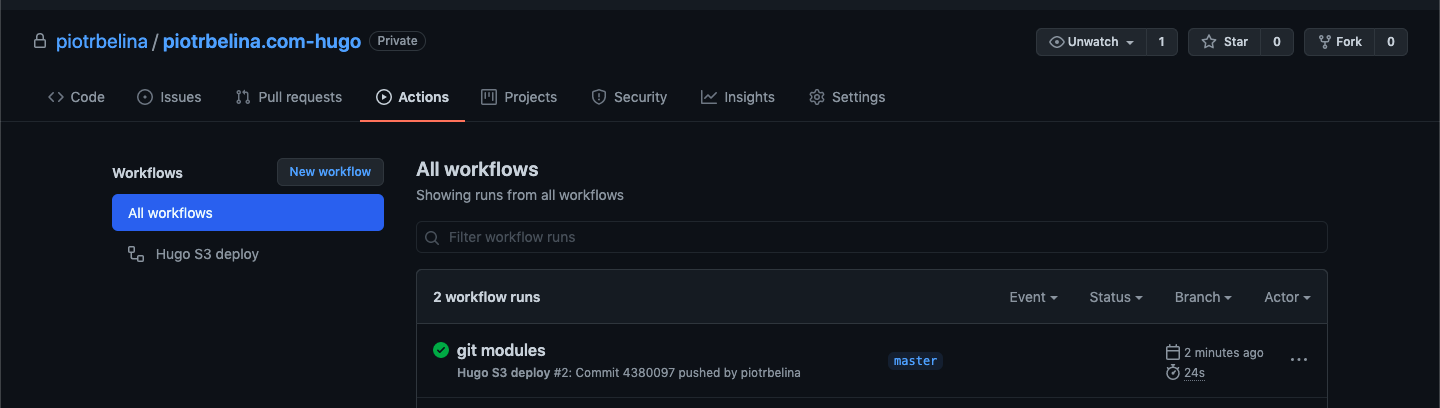 piotrbelina / piotrbelina.com-hugo Private
Unwatch 1 Star 0 Fork 0
Code Issues Pull requests Actions Projects Security Insights Settings
Workflows New workflow
All workflows
Hugo S3 deploy
All workflows
Showing runs from all workflows
Filter workflow runs
2 workflow runs Event Status Branch Actor
git modules
Hugo S3 deploy #2: Commit 4380097 pushed by piotrbelina
master
2 minutes ago
24s